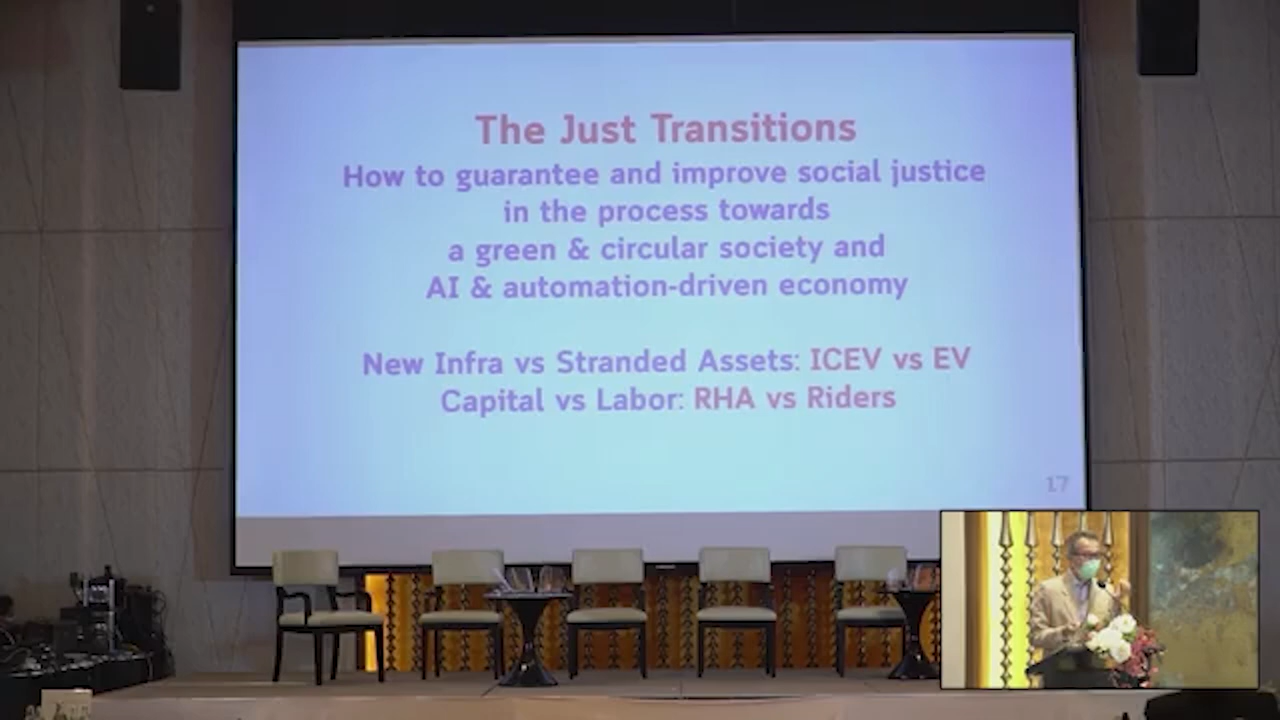 The Just Transitions
How to guarantee and improve social justice
in the process towards
a green & circular society and
AI & automation-driven economy
New Infra vs Stranded Assets: ICEV vs EV
Capital vs Labor: RHA vs Riders
17